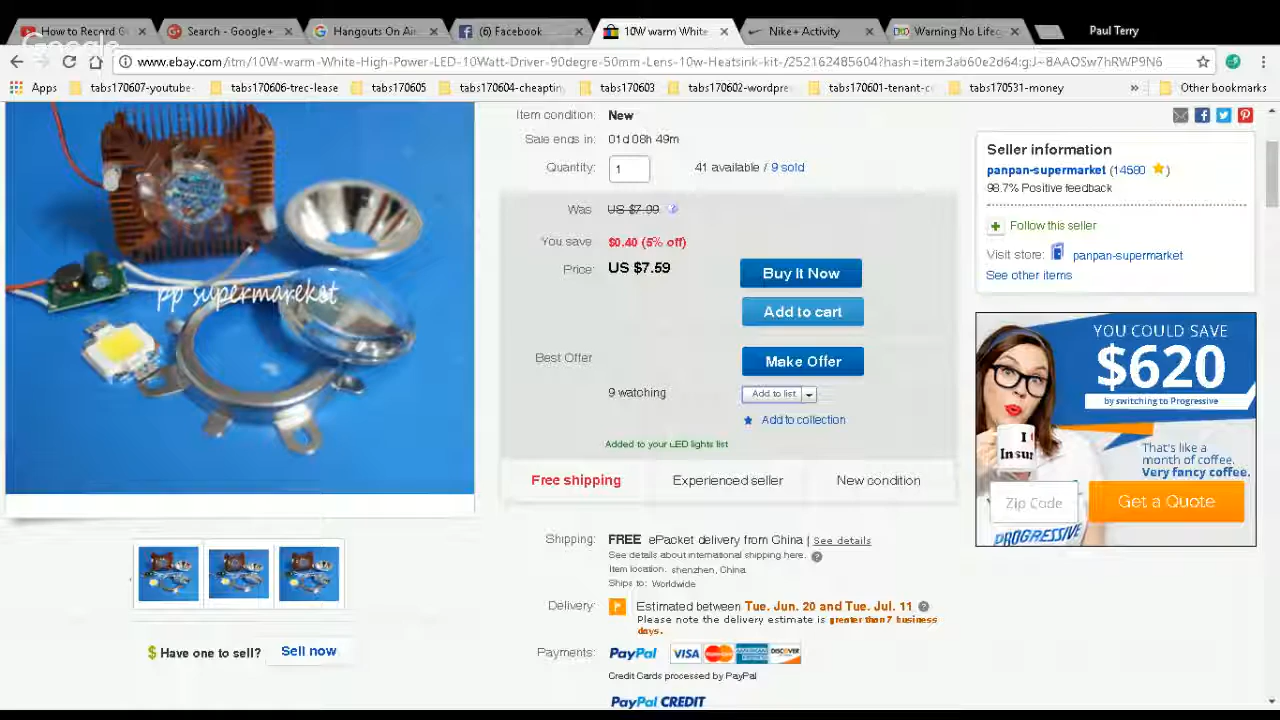 How to Record G
Search - Google+
Hangouts On Air
(6) Facebook
10W warm White
Nike+ Activity
Warning No Lifeg
Paul Terry
Google
www.ebay.com/itm/10W-warm-White-High-Power-LED-10Watt-Driver-90degree-50mm-Lens-10w-Heatsink-kit-/252162485604?hash=item3ab60e2d64:g:J~8AAOSw7hRWP9N6
Apps
tabs170607-youtube
tabs170606-trec-lease
tabs170605
tabs170604-cheaptin
tabs170603
tabs170602-wordpre
tabs170601-tenant-c
tabs170531-money
»
Other bookmarks
Item condition: New
Sale ends in: 01d 08h 49m
Quantity: 1 41 available / 9 sold
Was US $7.99
You save $0.40 (5% off)
Price: US $7.59
Buy It Now
Add to cart
Best Offer
Make Offer
9 watching
Add to list
Add to collection
Added to your LED lights list
Free shipping
Experienced seller
New condition
Shipping: FREE ePacket delivery from China | See details
See details about international shipping here.
Item location: shenzhen, China
Ships to: Worldwide
Delivery: Estimated between Tue. Jun. 20 and Tue. Jul. 11
Please note the delivery estimate is greater than 7 business
days.
Payments: PayPal VISA MasterCard AMERICAN EXPRESS DISCOVER
Credit Cards processed by PayPal
PayPal CREDIT
pp supermareket
$ Have one to sell? Sell now
Seller information
panpan-supermarket (14580)
98.7% Positive feedback
Follow this seller
Visit store: panpan-supermarket
See other items
YOU COULD SAVE
$620
by switching to Progressive
I
Insur
That's like a
month of coffee.
Very fancy coffee.
Zip Code
Get a Quote
PROGRESSIVE